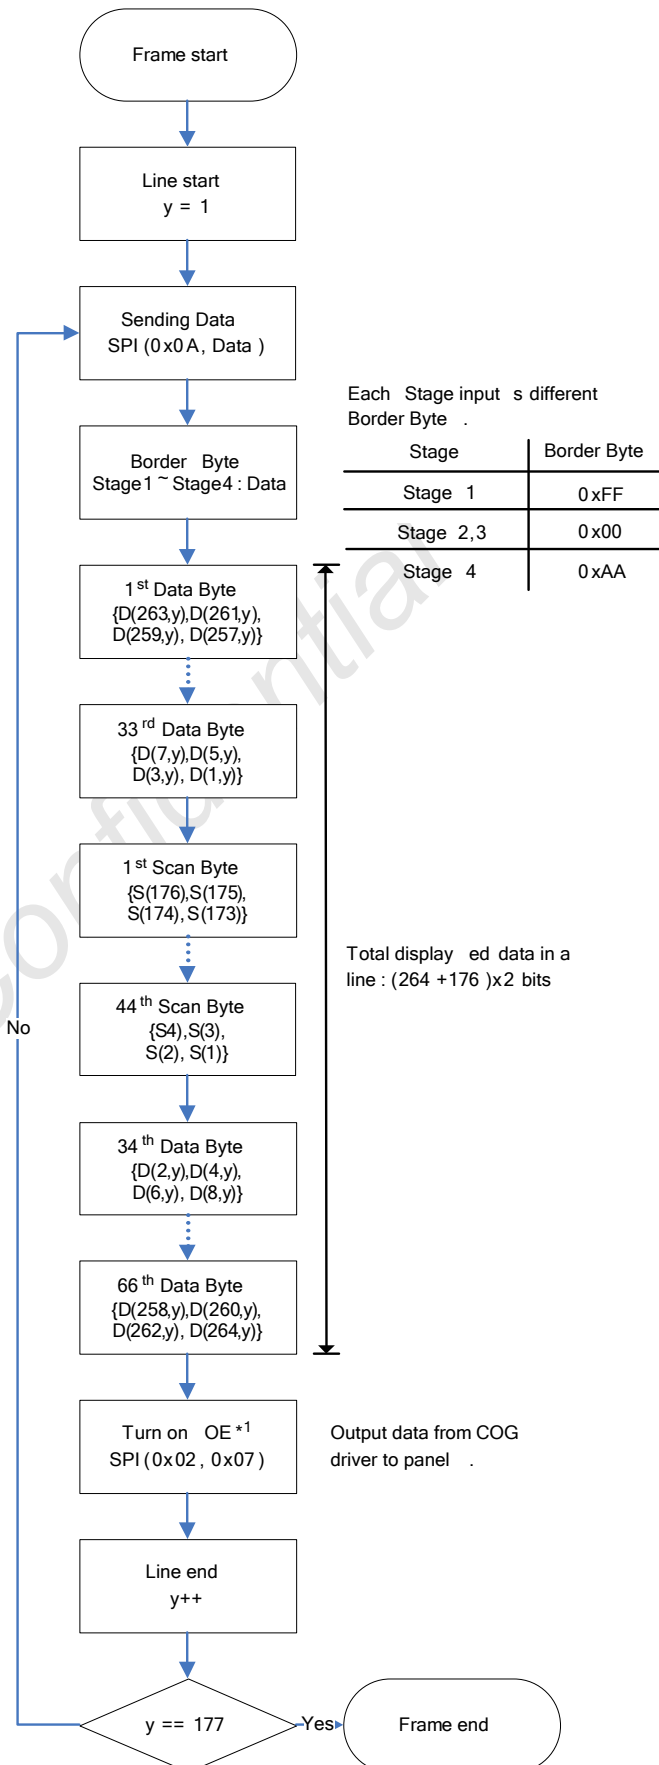 Frame start
Line start
y = 1
Sending Data
SPI (0x0A, Data )
Border Byte
Stage1 ~ Stage4 : Data
Each Stage input s different
Border Byte .
Stage Border Byte
Stage 1 0xFF
Stage 2,3 0x00
Stage 4 0xAA
1st Data Byte
{D(263,y),D(261,y),
D(259,y), D(257,y)}
33rd Data Byte
{D(7,y),D(5,y),
D(3,y), D(1,y)}
1st Scan Byte
{S(176),S(175),
S(174), S(173)}
Total display ed data in a
line : (264 +176 )x2 bits
44th Scan Byte
{S4),S(3),
S(2), S(1)}
No
34th Data Byte
{D(2,y),D(4,y),
D(6,y), D(8,y)}
66th Data Byte
{D(258,y),D(260,y),
D(262,y), D(264,y)}
Turn on OE *1
SPI (0x02 , 0x07 )
Output data from COG
driver to panel .
Line end
y++
y == 177
Yes
Frame end
confidential